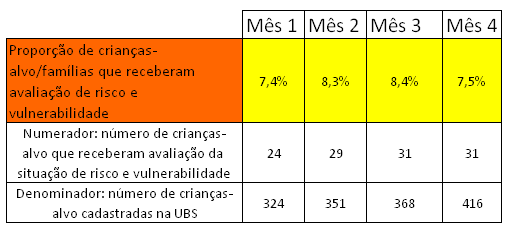 Mês 1 Mês 2 Mês 3 Mês 4
Proporção de crianças-
alvo/famílias que receberam
avaliação de risco e
vulnerabilidade
7,4% 8,3% 8,4% 7,5%
Numerador: número de crianças-
alvo que receberam avaliação da
situação de risco e vulnerabilidade
24 29 31 31
Denominador: número de crianças-
alvo cadastradas na UBS
324 351 368 416